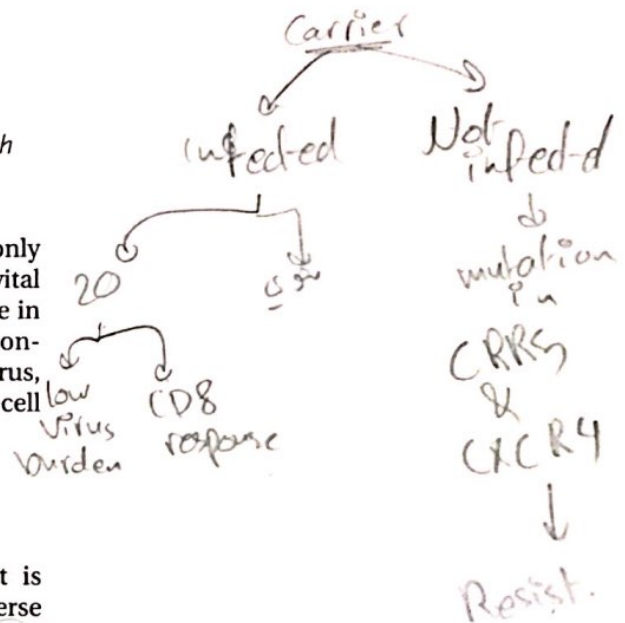 Carrier
infected
Not
infected
h
only
vital
e in
on-
rus,
cell
20
low
virus
burden
CD8
response
mutation
in
CRR5
&
CXCR4
Resist.
t is
erse